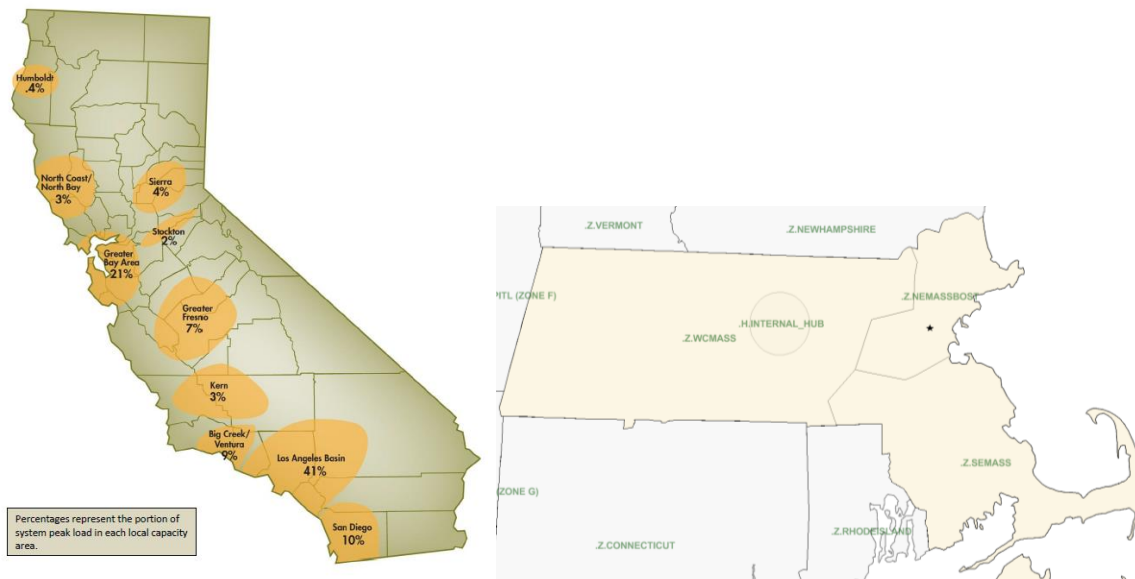 Humboldt
.4%
North Coast/
North Bay
3%
Sierra
4%
Stockton
2%
Greater
Bay Area
21%
Greater
Fresno
7%
Kern
3%
Big Creek/
Ventura
9%
Los Angeles Basin
41%
San Diego
10%
Percentages represent the portion of
system peak load in each local capacity
area.
.Z.VERMONT
.Z.NEWHAMPSHIRE
PITL (ZONE F)
.Z.NEMASSBOST
.H.INTERNAL_HUB
.Z.WCMASS
.Z.SEMASS
(ZONE G)
.Z.RHODEISLAND
.Z.CONNECTICUT